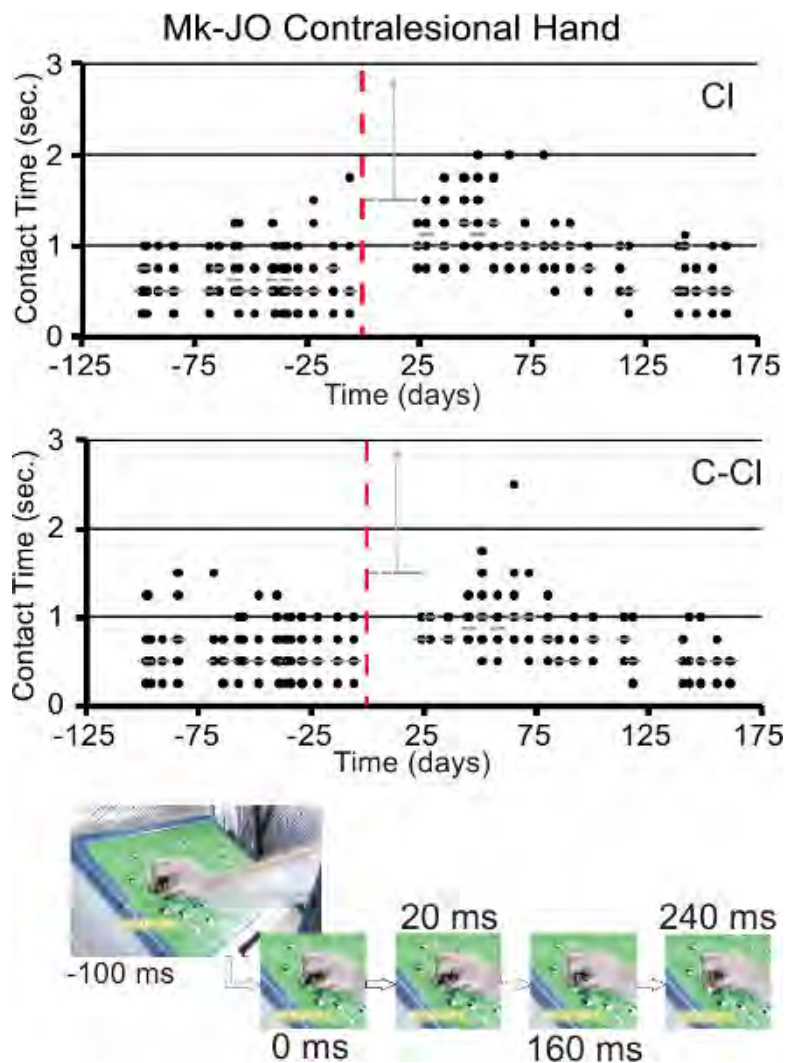 Mk-JO Contralesional Hand
Contact Time (sec.)
3
2
1
0
CI
-125 -75 -25 25 75 125 175
Time (days)
Contact Time (sec.)
3
2
1
0
C-CI
-125 -75 -25 25 75 125 175
Time (days)
-100 ms
20 ms
240 ms
0 ms
160 ms